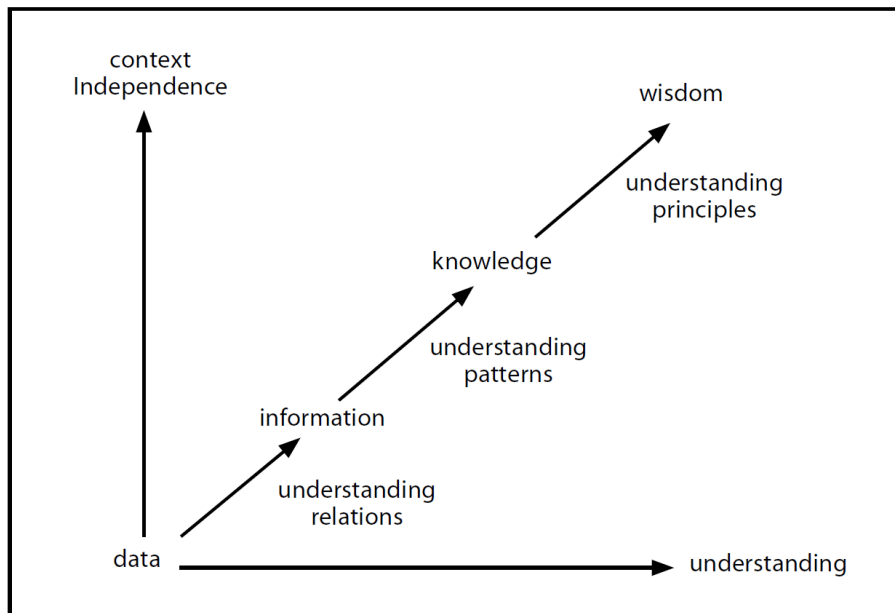 context
Independence
wisdom
understanding
principles
knowledge
understanding
patterns
information
understanding
relations
data
understanding